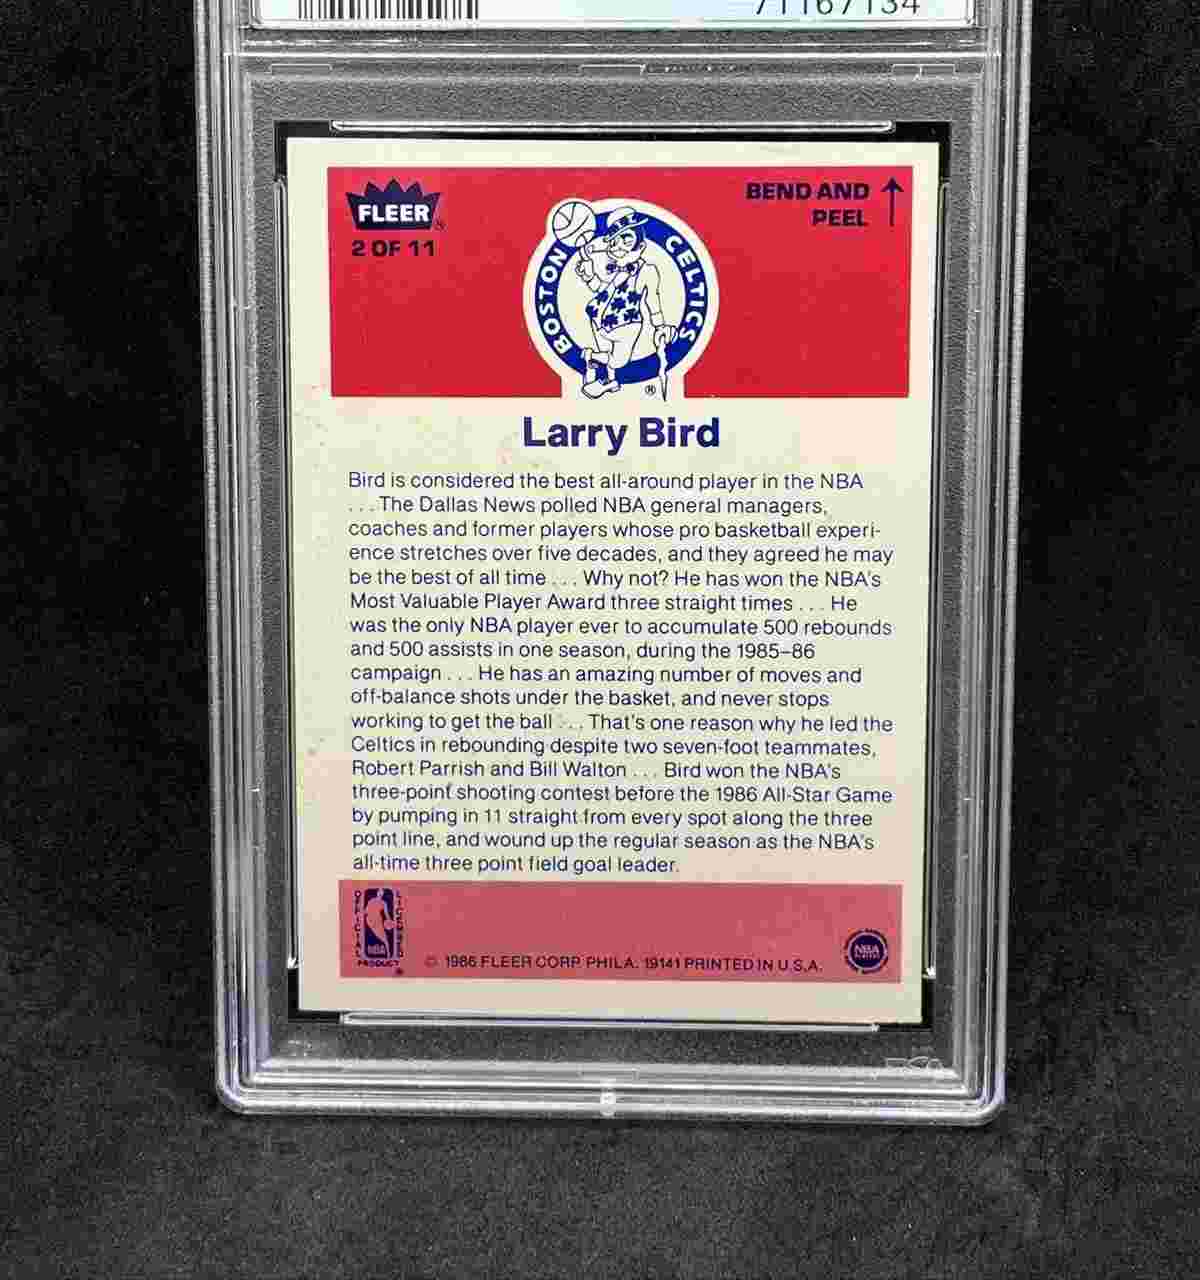 71167134
FLEER
2 OF 11
BOSTON CELTICS
BEND AND
PEEL
Larry Bird
Bird is considered the best all-around player in the NBA
. . . The Dallas News polled NBA general managers,
coaches and former players whose pro basketball experi-
ence stretches over five decades, and they agreed he may
be the best of all time . . . Why not? He has won the NBA's
Most Valuable Player Award three straight times . . . He
was the only NBA player ever to accumulate 500 rebounds
and 500 assists in one season, during the 1985–86
campaign . . . He has an amazing number of moves and
off-balance shots under the basket, and never stops
working to get the ball . . . That's one reason why he led the
Celtics in rebounding despite two seven-foot teammates,
Robert Parrish and Bill Walton . . . Bird won the NBA's
three-point shooting contest before the 1986 All-Star Game
by pumping in 11 straight from every spot along the three
point line, and wound up the regular season as the NBA's
all-time three point field goal leader.
OFFICIAL LICENSED
NBA
PRODUCT
© 1986 FLEER CORP. PHILA. 19141 PRINTED IN U.S.A.
NBA